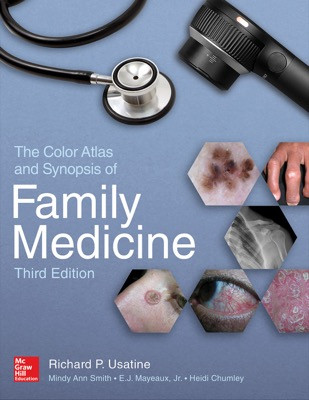 The Color Atlas
and Synopsis of
Family
Medicine
Third Edition
Mc
Graw
Hill
Education
Richard P. Usatine
Mindy Ann Smith • E.J. Mayeaux, Jr. • Heidi Chumley